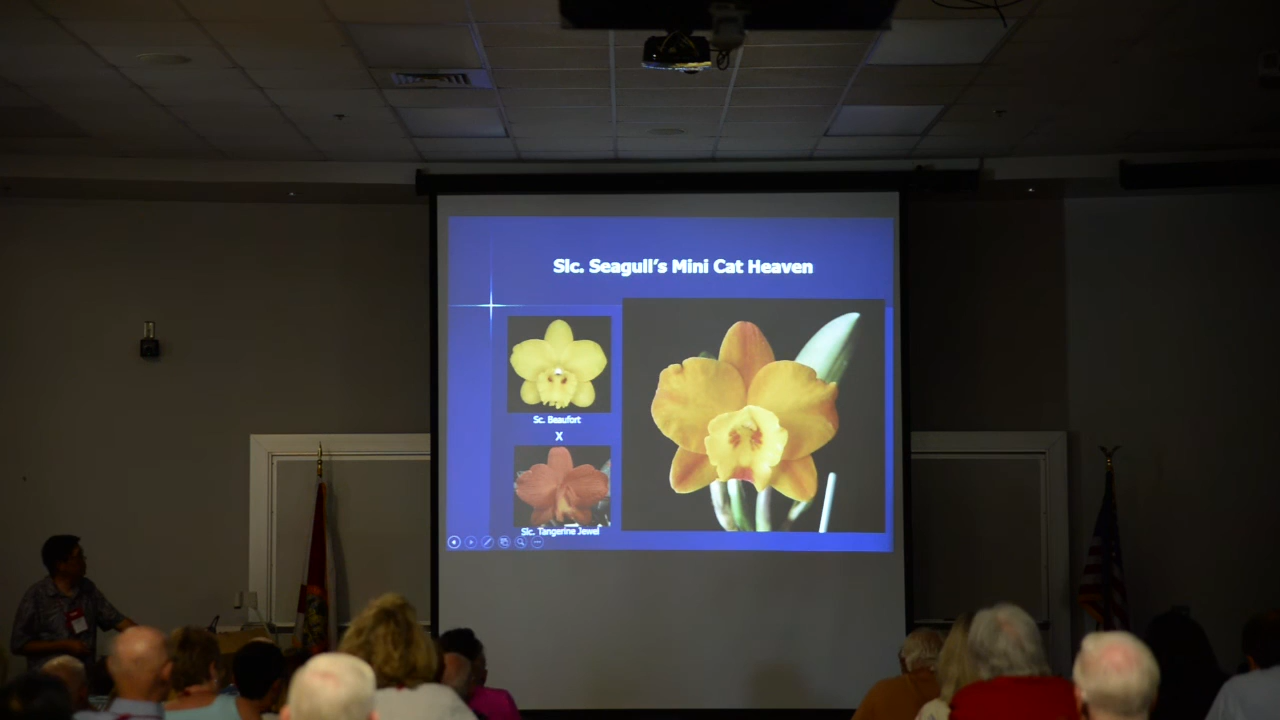 Slc. Seagull's Mini Cat Heaven
Sc. Beaufort
X
Slc. Tangerine Jewel